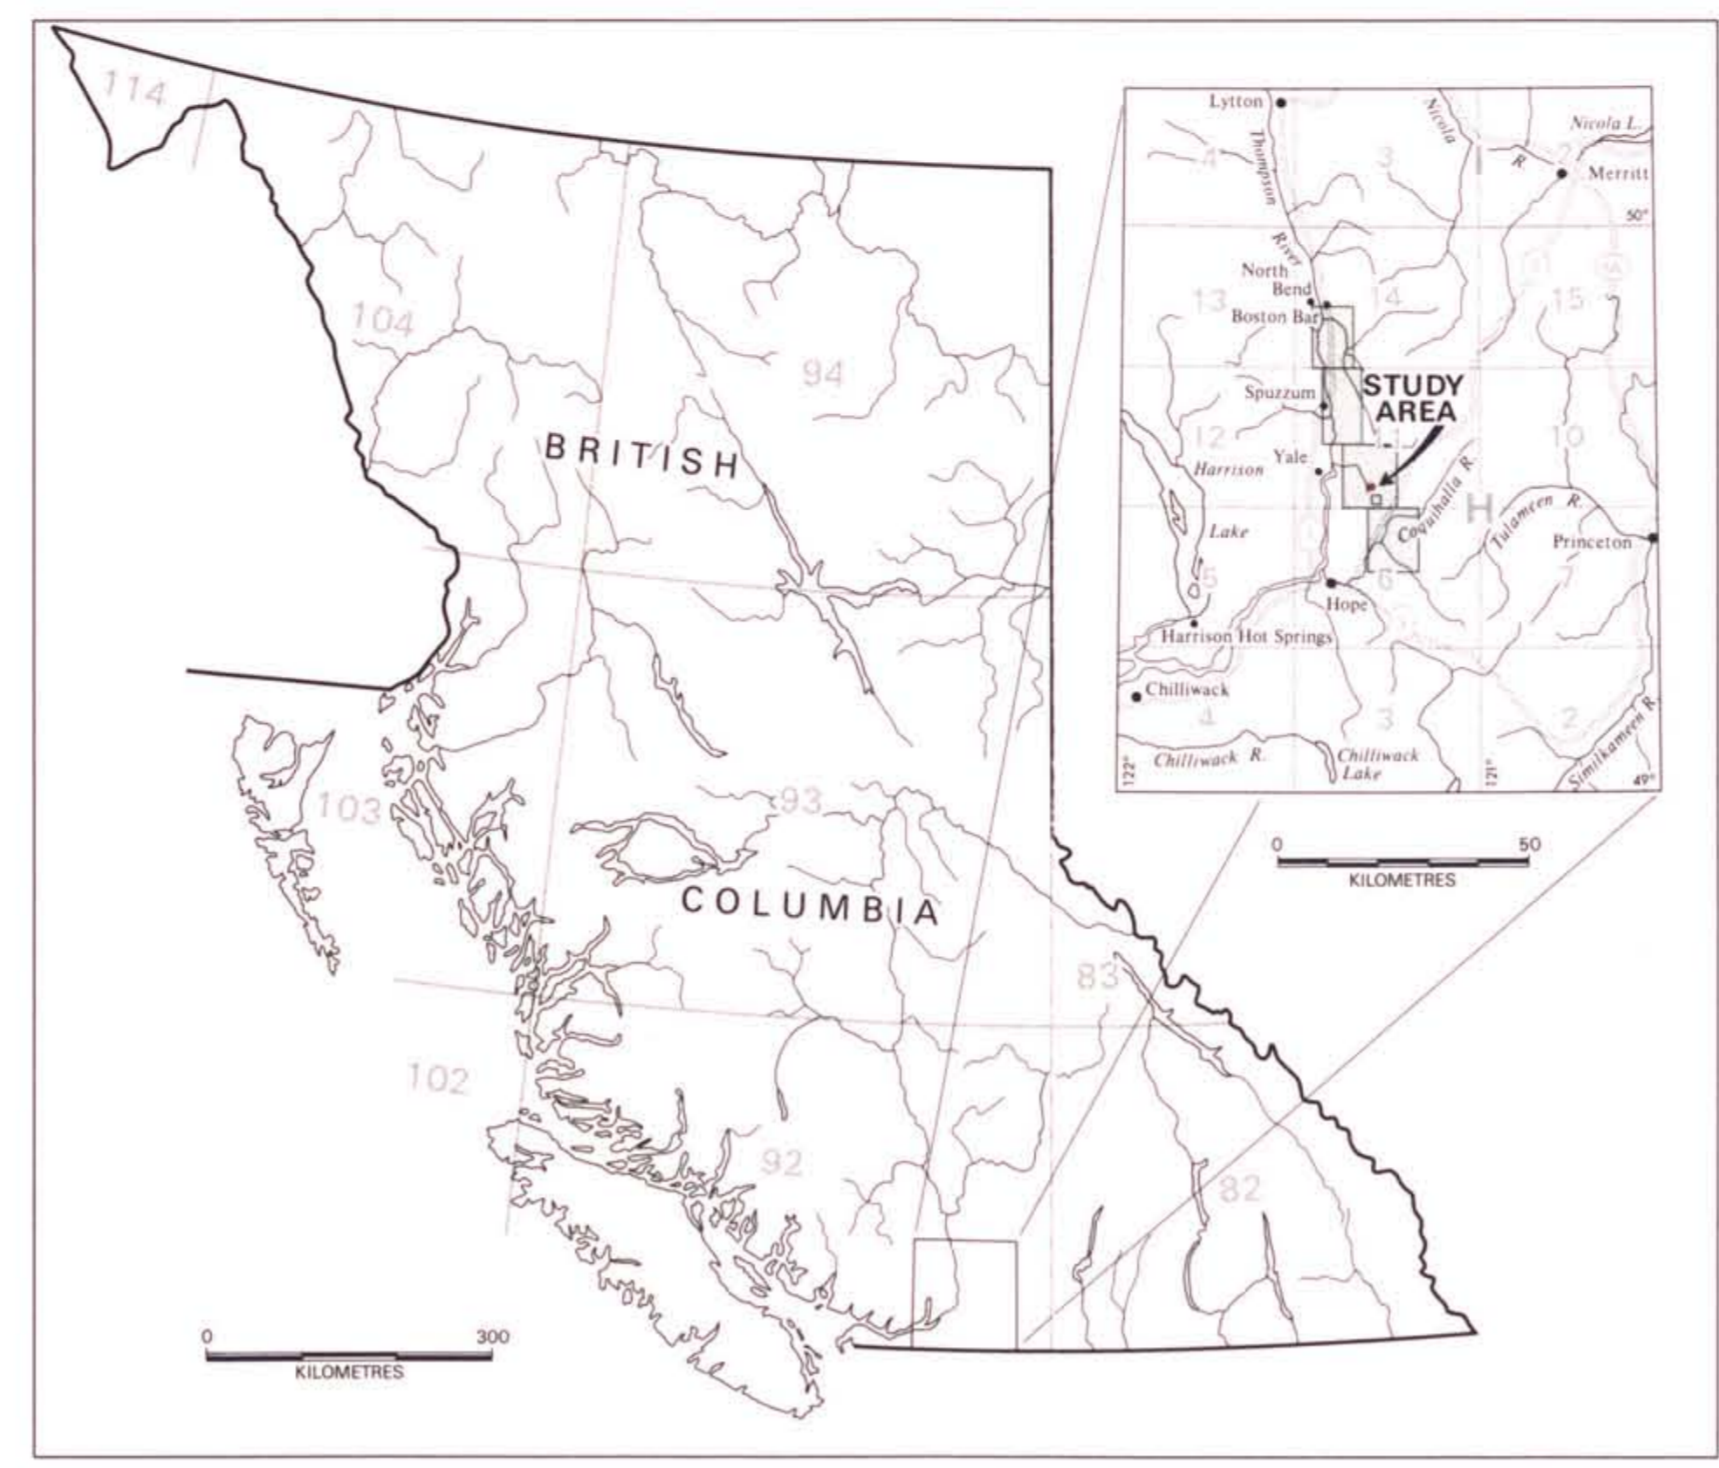 114
104
94
BRITISH
103
93
COLUMBIA
83
102
92
82
0 300
KILOMETRES
Lytton
Nicola
R
Nicola L.
Merritt
Thompson
River
4
3
2
50°
North
Bend
Boston Bar
13
14
15
STUDY
AREA
Spuzzum
12
11
10
Yale
Harrison
Lake
Coquihalla R.
H
Tulameen R.
Princeton
5
6
7
Hope
Harrison Hot Springs
Chilliwack
4
3
2
Chilliwack R.
Chilliwack
Lake
Similkameen R.
122°
121°
49°
0 50
KILOMETRES